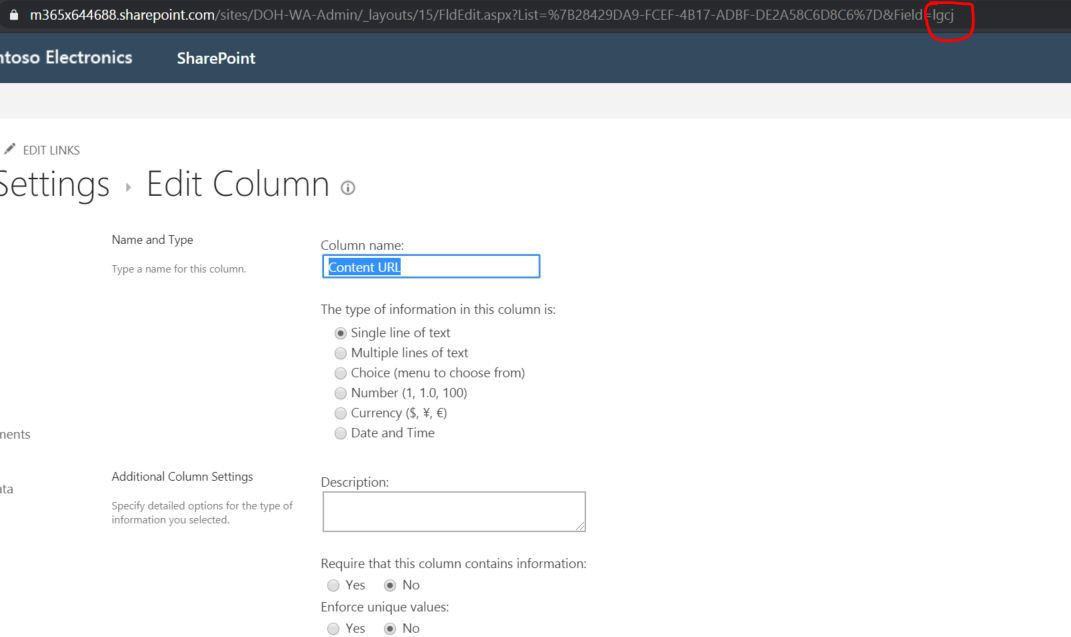 m365x644688.sharepoint.com/sites/DOH-WA-Admin/_layouts/15/FldEdit.aspx?List=%7B28429DA9-FCEF-4B17-ADBF-DE2A58C6D8C6%7D&Field=lgcj
ntoso Electronics SharePoint
EDIT LINKS
Settings ▸ Edit Column
Name and Type
Type a name for this column.
Column name:
Content URL
The type of information in this column is:
Single line of text
Multiple lines of text
Choice (menu to choose from)
Number (1, 1.0, 100)
Currency ($, ¥, €)
Date and Time
ments
ata
Additional Column Settings
Specify detailed options for the type of
information you selected.
Description:
Require that this column contains information:
Yes No
Enforce unique values:
Yes No